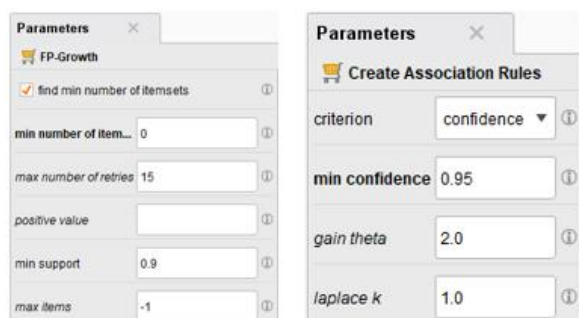 Parameters
FP-Growth
find min number of itemsets
min number of item... 0
max number of retries 15
positive value
min support 0.9
max items -1
Parameters
Create Association Rules
criterion confidence
min confidence 0.95
gain theta 2.0
laplace k 1.0